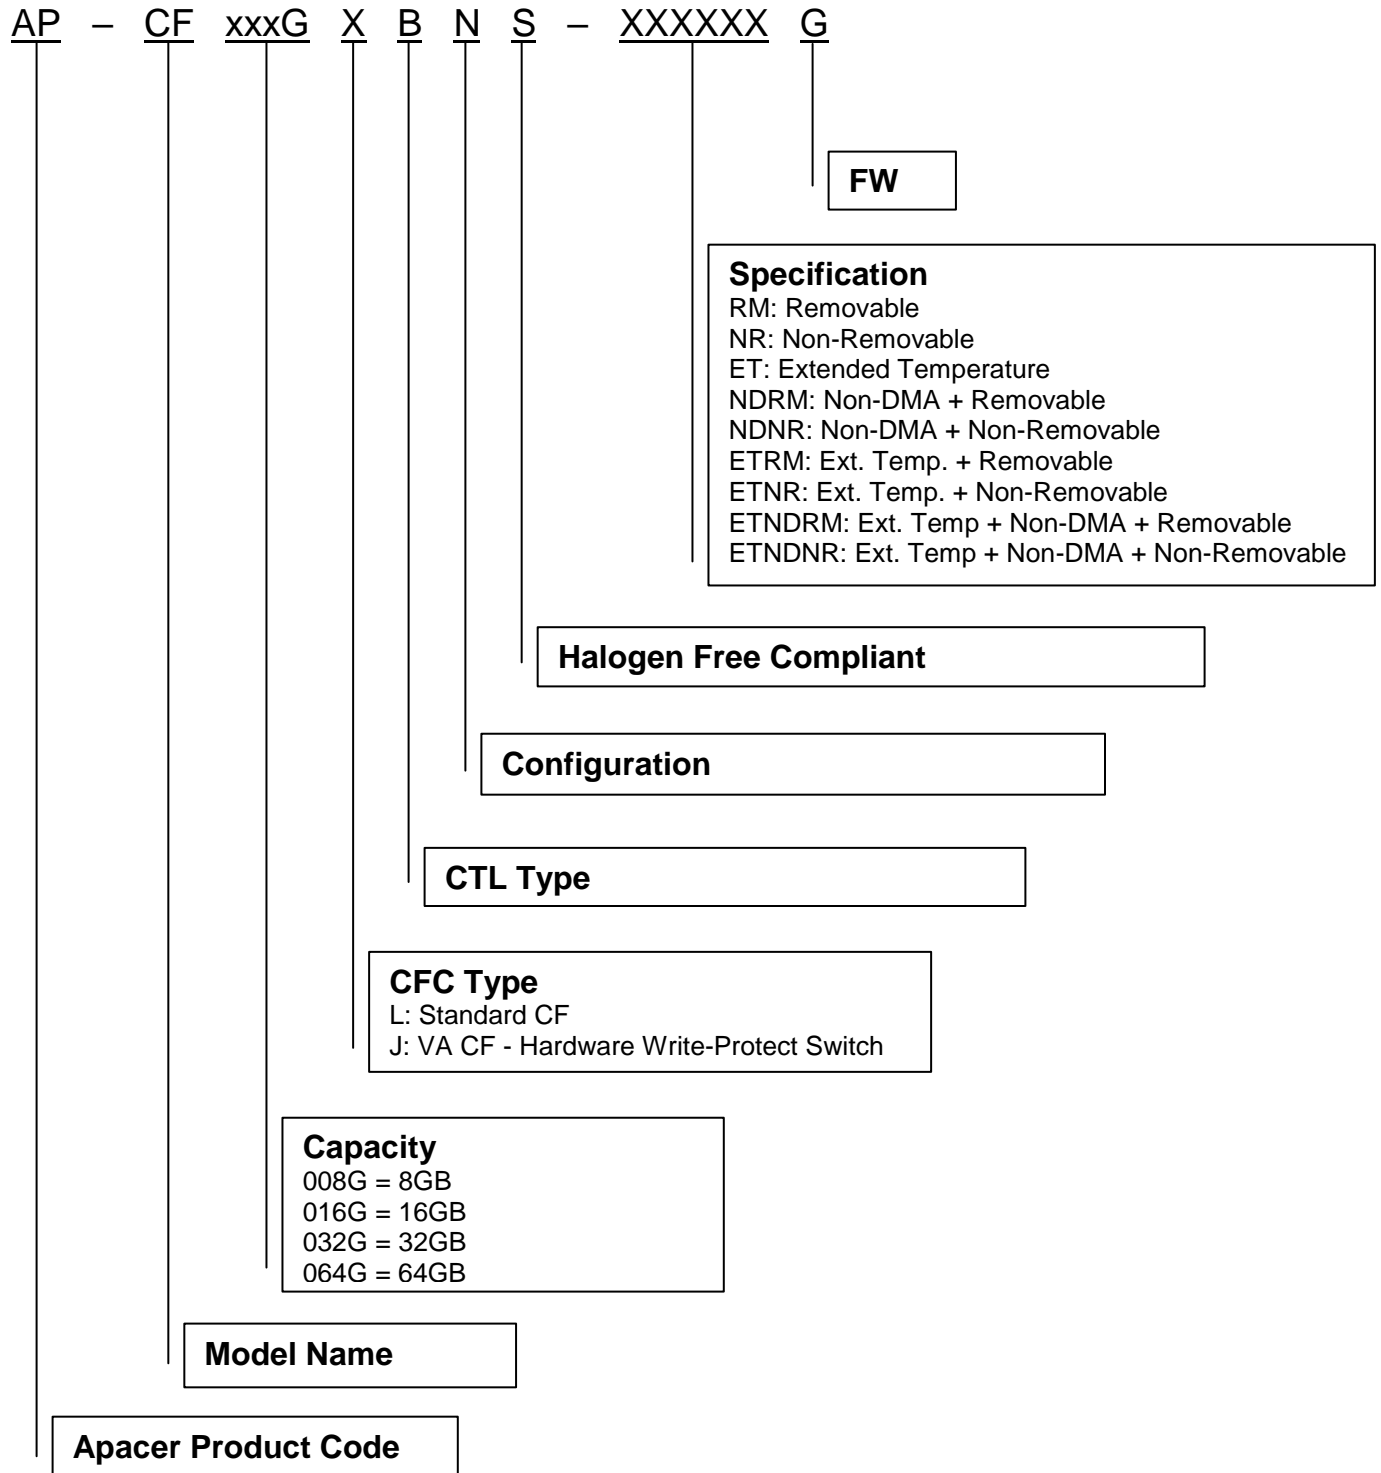 AP – CF xxxG X B N S – XXXXXX G
FW
Specification
RM: Removable
NR: Non-Removable
ET: Extended Temperature
NDRM: Non-DMA + Removable
NDNR: Non-DMA + Non-Removable
ETRM: Ext. Temp. + Removable
ETNR: Ext. Temp. + Non-Removable
ETNDRM: Ext. Temp + Non-DMA + Removable
ETNDNR: Ext. Temp + Non-DMA + Non-Removable
Halogen Free Compliant
Configuration
CTL Type
CFC Type
L: Standard CF
J: VA CF - Hardware Write-Protect Switch
Capacity
008G = 8GB
016G = 16GB
032G = 32GB
064G = 64GB
Model Name
Apacer Product Code